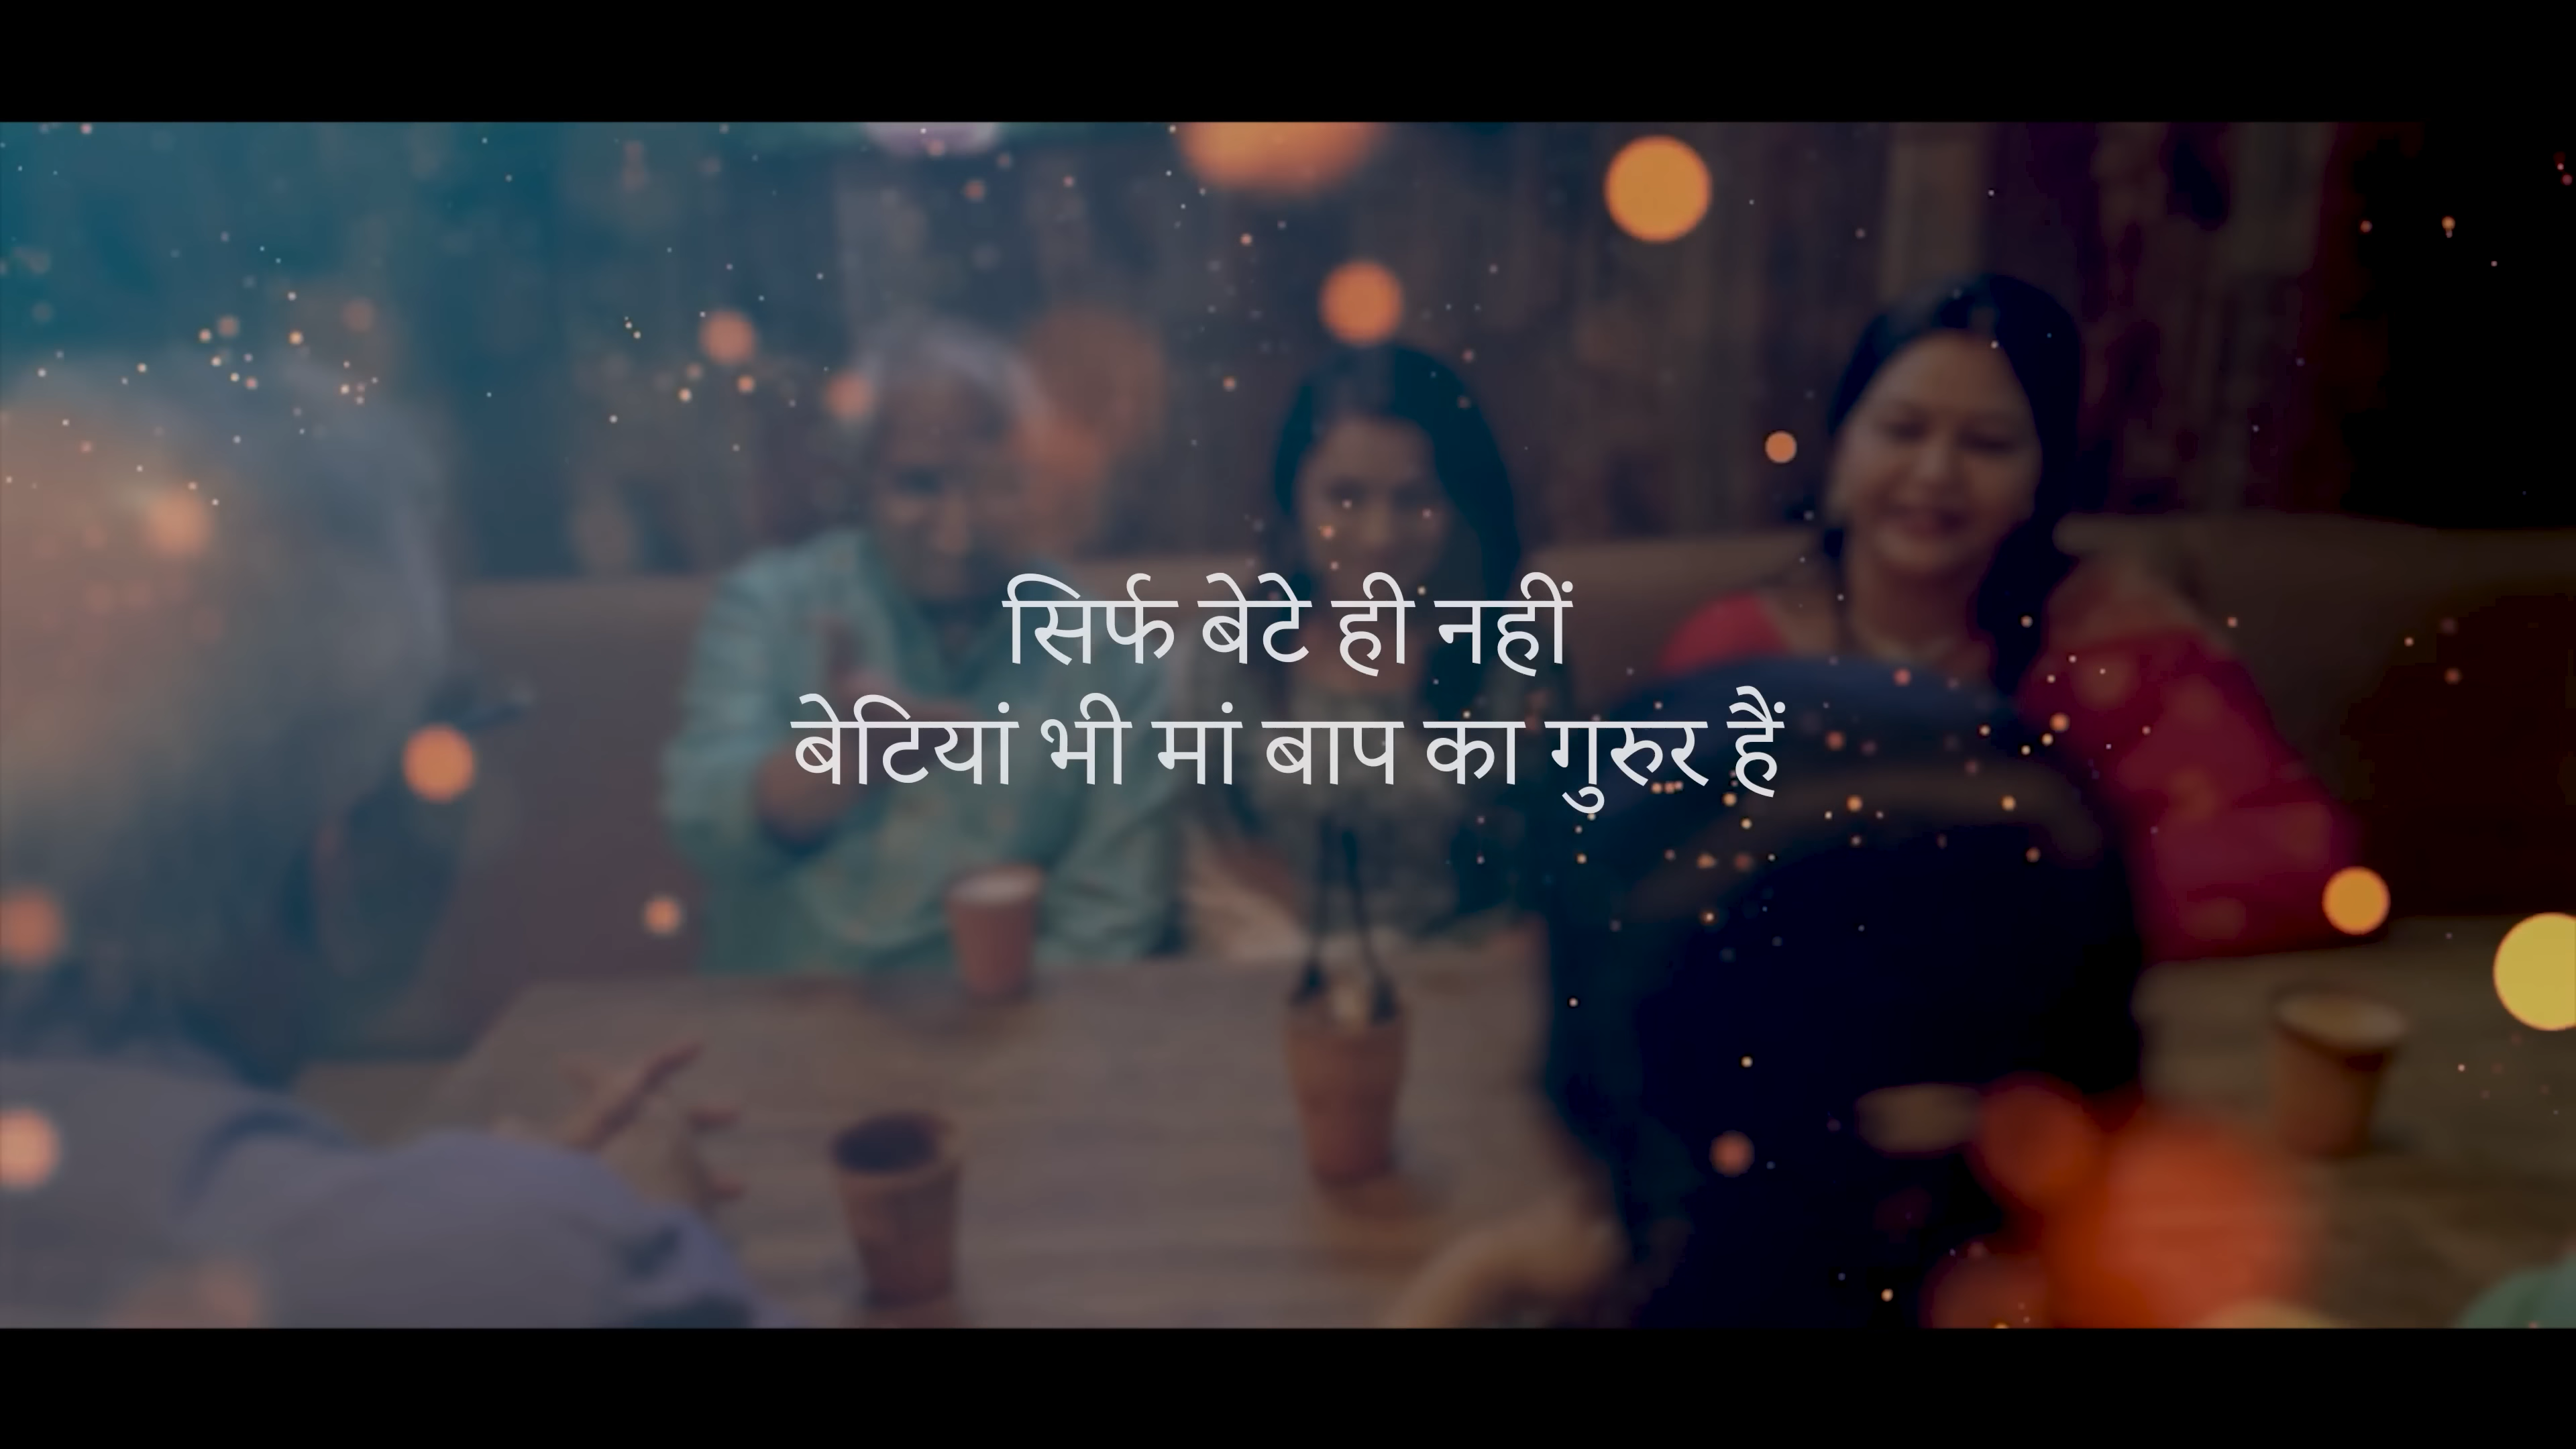 सिर्फ बेटे ही नहीं
बेटियां भी मां बाप का गुरुर हैं